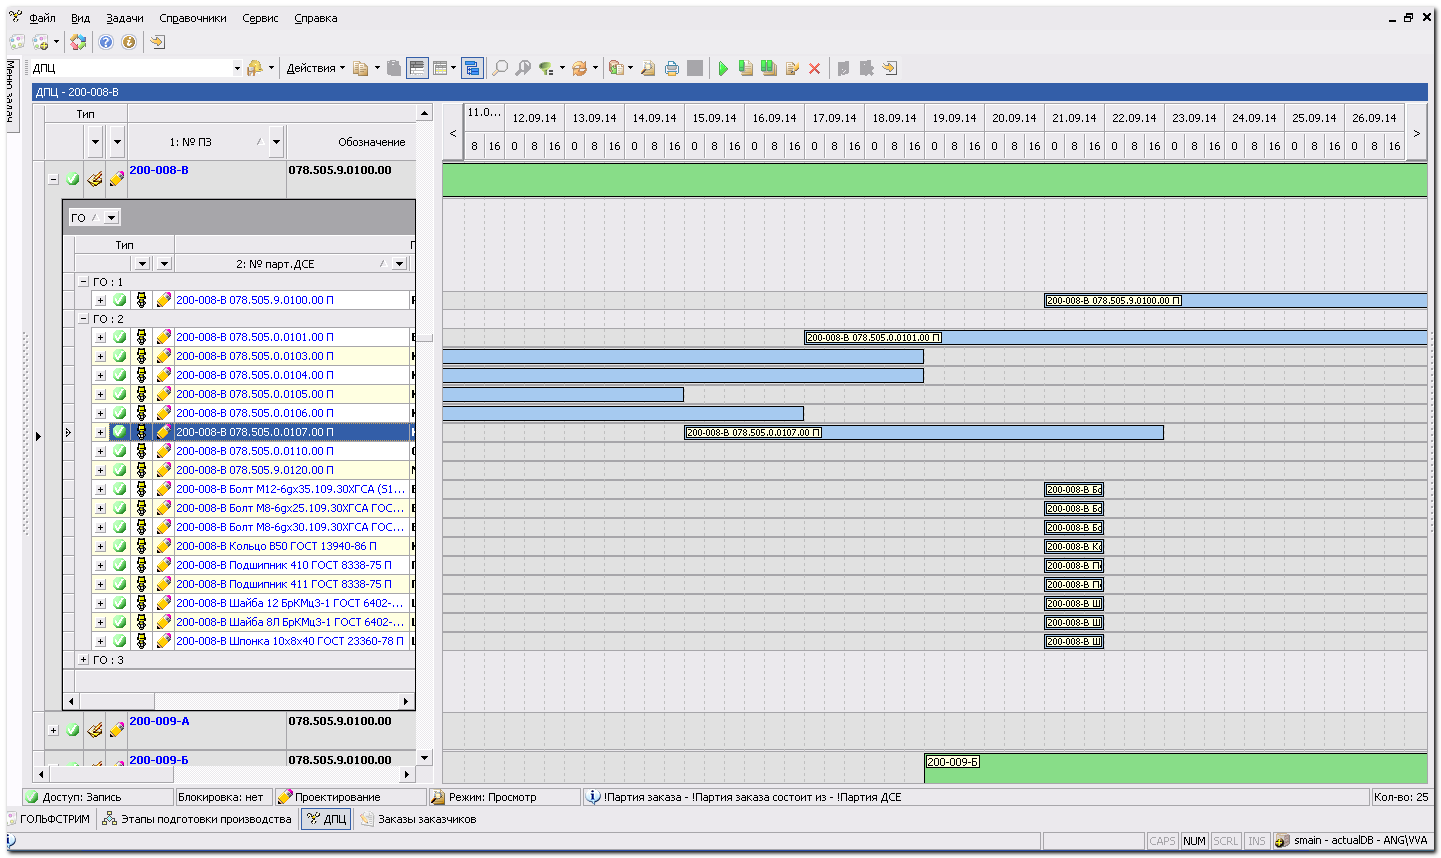 Файл Вид Задачи Справочники Сервис Справка
Меню задач
ДПЦ Действия
ДПЦ - 200-008-В
Тип
1: № ПЗ Обозначение
11.0... 12.09.14 13.09.14 14.09.14 15.09.14 16.09.14 17.09.14 18.09.14 19.09.14 20.09.14 21.09.14 22.09.14 23.09.14 24.09.14 25.09.14 26.09.14
< >
8 16 0 8 16 0 8 16 0 8 16 0 8 16 0 8 16 0 8 16 0 8 16 0 8 16 0 8 16 0 8 16 0 8 16 0 8 16 0 8 16 0 8 16 0 8 16
200-008-В 078.505.9.0100.00
ГО
Тип
2: № парт.ДСЕ
ГО : 1
200-008-В 078.505.9.0100.00 П
200-008-В 078.505.9.0100.00 П
ГО : 2
200-008-В 078.505.0.0101.00 П
200-008-В 078.505.0.0101.00 П
200-008-В 078.505.0.0103.00 П
200-008-В 078.505.0.0104.00 П
200-008-В 078.505.0.0105.00 П
200-008-В 078.505.0.0106.00 П
200-008-В 078.505.0.0107.00 П
200-008-В 078.505.0.0107.00 П
200-008-В 078.505.0.0110.00 П
200-008-В 078.505.9.0120.00 П
200-008-В Болт М12-6gx35.109.30ХГСА (S1...
200-008-В Бо
200-008-В Болт М8-6gx25.109.30ХГСА ГОС...
200-008-В Бо
200-008-В Болт М8-6gx30.109.30ХГСА ГОС...
200-008-В Бо
200-008-В Кольцо В50 ГОСТ 13940-86 П
200-008-В Ко
200-008-В Подшипник 410 ГОСТ 8338-75 П
200-008-В По
200-008-В Подшипник 411 ГОСТ 8338-75 П
200-008-В По
200-008-В Шайба 12 БрКМц3-1 ГОСТ 6402-...
200-008-В Ш
200-008-В Шайба 8Л БрКМц3-1 ГОСТ 6402-...
200-008-В Ш
200-008-В Шпонка 10х8х40 ГОСТ 23360-78 П
200-008-В Ш
ГО : 3
200-009-А 078.505.9.0100.00
200-009-Б 078.505.9.0100.00
200-009-Б
Доступ: Запись Блокировка: нет Проектирование Режим: Просмотр !Партия заказа - !Партия заказа состоит из - !Партия ДСЕ Кол-во: 25
ГОЛЬФСТРИМ Этапы подготовки производства ДПЦ Заказы заказчиков
CAPS NUM SCRL INS smain - actualDB - ANG\VVA